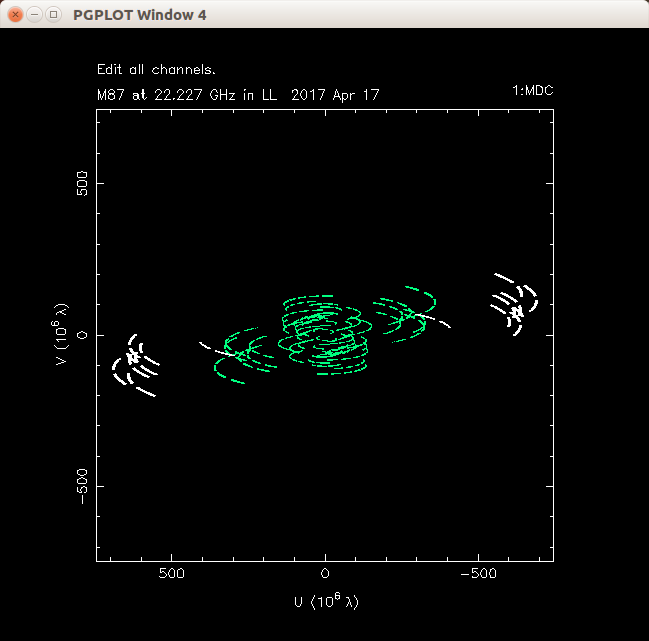 PGPLOT Window 4
Edit all channels.
M87 at 22.227 GHz in LL 2017 Apr 17
1:MDC
500
0
-500
V (10⁶ λ)
500
0
-500
U (10⁶ λ)